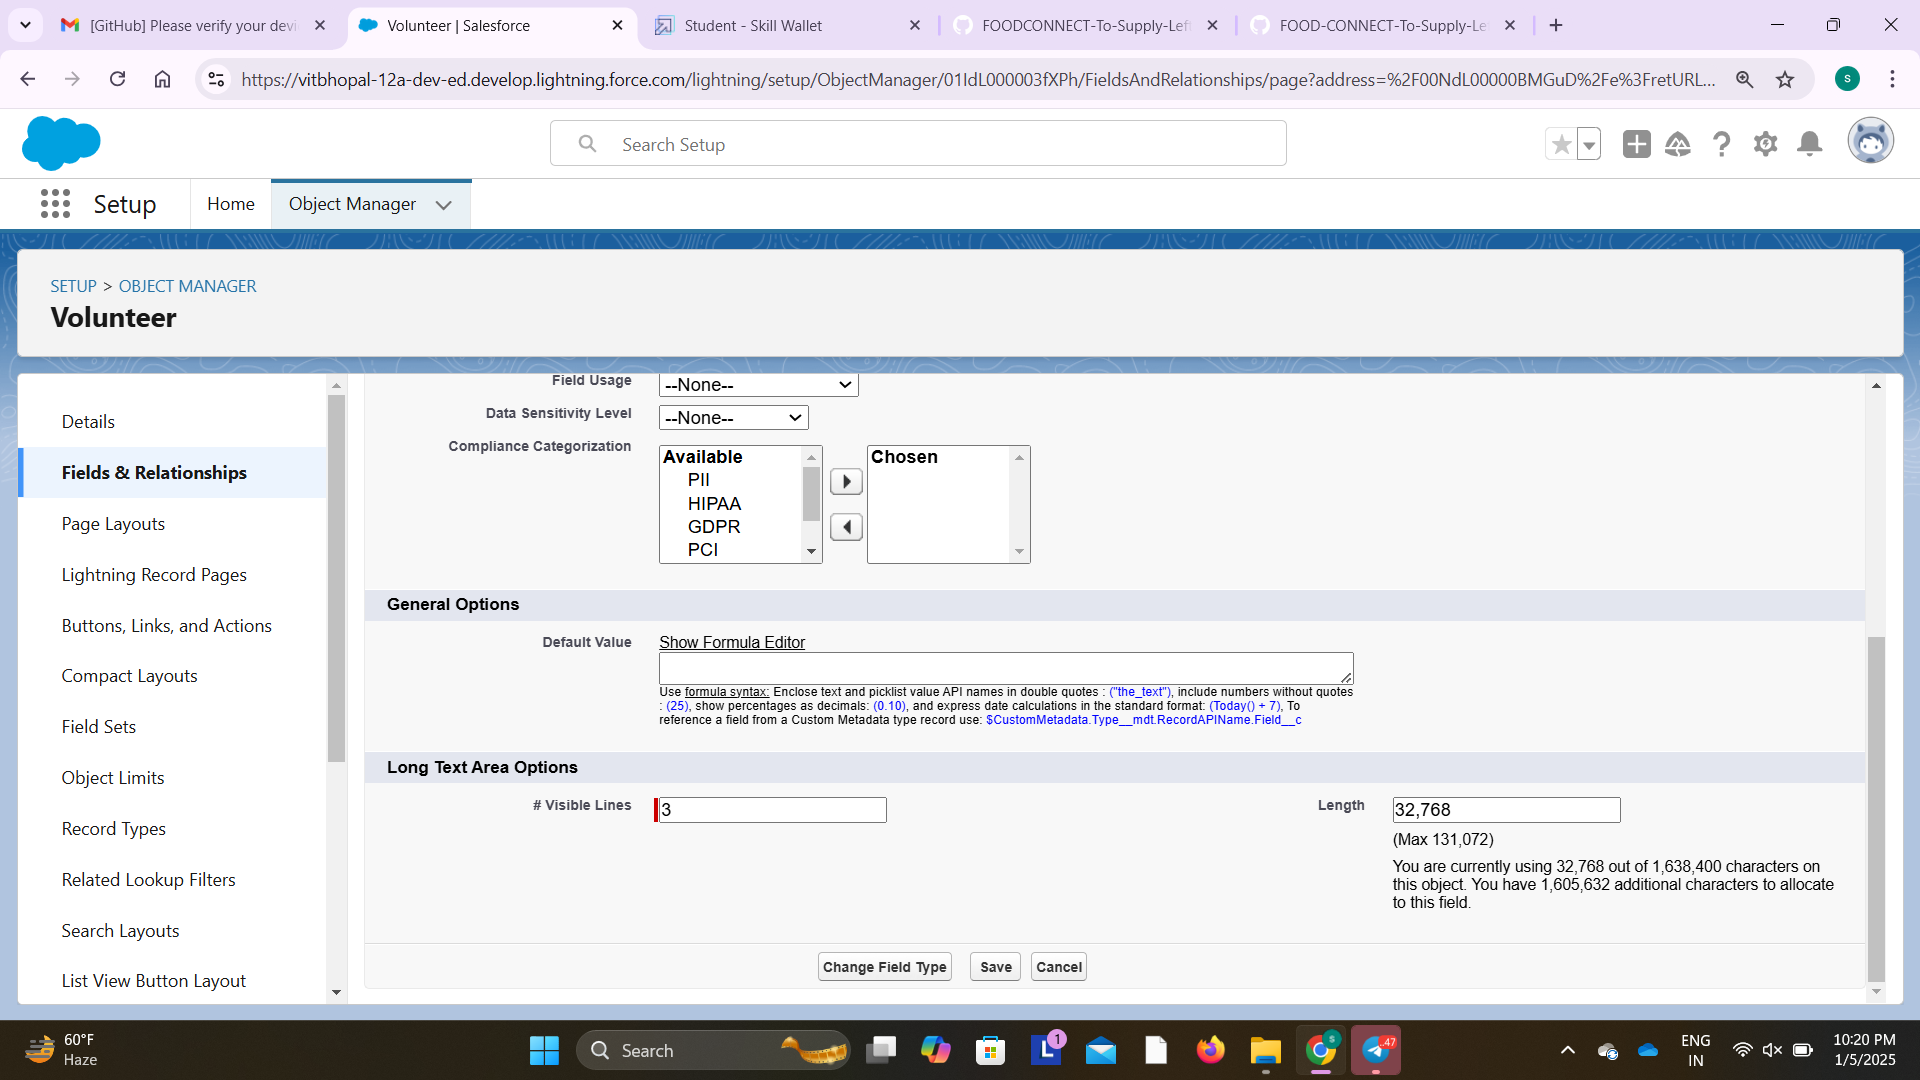 [GitHub] Please verify your devi
Volunteer | Salesforce
Student - Skill Wallet
FOODCONNECT-To-Supply-Left
FOOD-CONNECT-To-Supply-Le
https://vitbhopal-12a-dev-ed.develop.lightning.force.com/lightning/setup/ObjectManager/01IdL000003fXPh/FieldsAndRelationships/page?address=%2F00NdL00000BMGuD%2Fe%3FretURL...
S
Search Setup
Setup
Home
Object Manager
SETUP > OBJECT MANAGER
Volunteer
Details
Fields & Relationships
Page Layouts
Lightning Record Pages
Buttons, Links, and Actions
Compact Layouts
Field Sets
Object Limits
Record Types
Related Lookup Filters
Search Layouts
List View Button Layout
Field Usage
--None--
Data Sensitivity Level
--None--
Compliance Categorization
Available
PII
HIPAA
GDPR
PCI
Chosen
General Options
Default Value
Show Formula Editor
Use formula syntax: Enclose text and picklist value API names in double quotes : ("the_text"), include numbers without quotes
: (25), show percentages as decimals: (0.10), and express date calculations in the standard format: (Today() + 7), To
reference a field from a Custom Metadata type record use: $CustomMetadata.Type__mdt.RecordAPIName.Field__c
Long Text Area Options
# Visible Lines
3
Length
32,768
(Max 131,072)
You are currently using 32,768 out of 1,638,400 characters on
this object. You have 1,605,632 additional characters to allocate
to this field.
Change Field Type
Save
Cancel
60°F
Haze
Search
L
1
S
47
ENG
IN
10:20 PM
1/5/2025